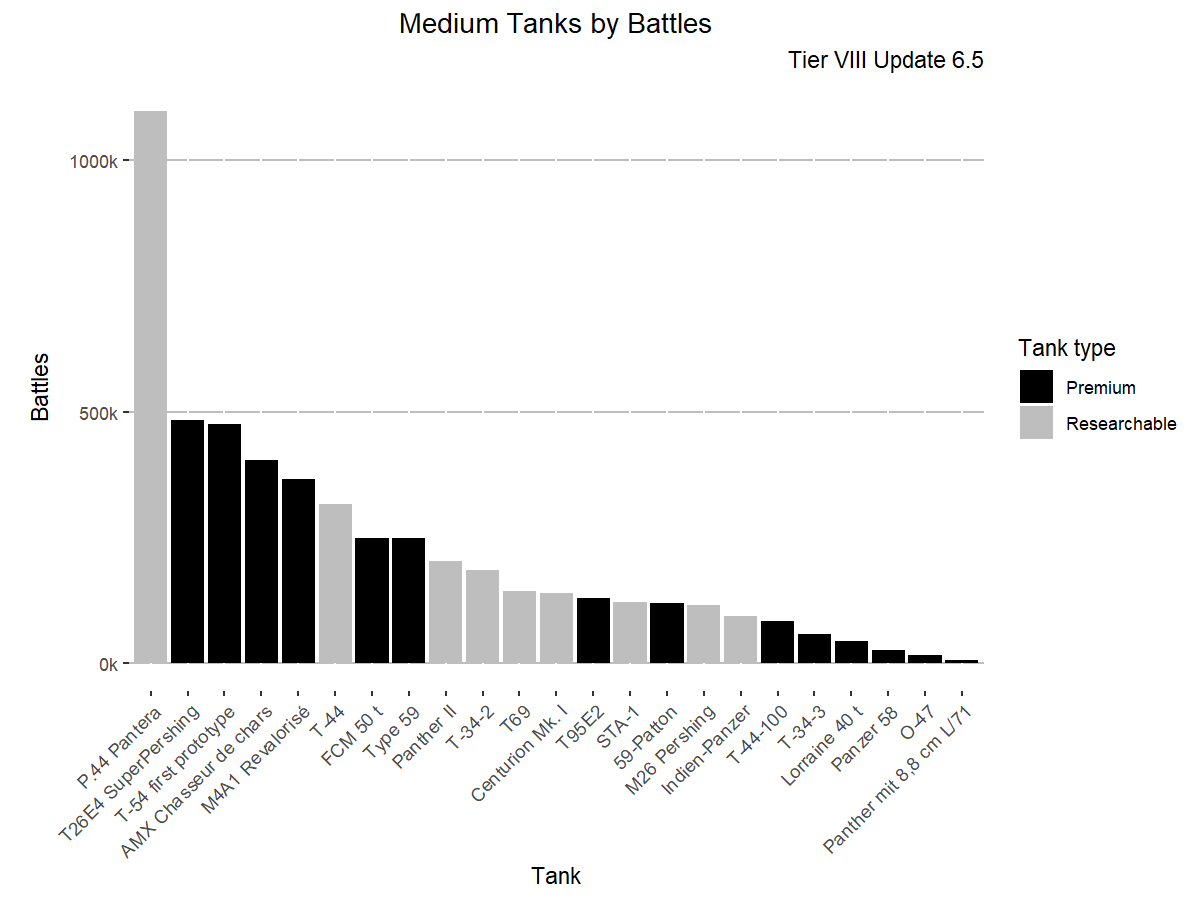 Medium Tanks by Battles
Tier VIII Update 6.5
1000k
500k
0k
Battles
P.44 Pantera
T26E4 SuperPershing
T-54 first prototype
AMX Chasseur de chars
M4A1 Revalorisé
T-44
FCM 50 t
Type 59
Panther II
T-34-2
T69
Centurion Mk. I
T95E2
STA-1
59-Patton
M26 Pershing
Indien-Panzer
T-44-100
T-34-3
Lorraine 40 t
Panzer 58
O-47
Panther mit 8,8 cm L/71
Tank
Tank type
Premium
Researchable